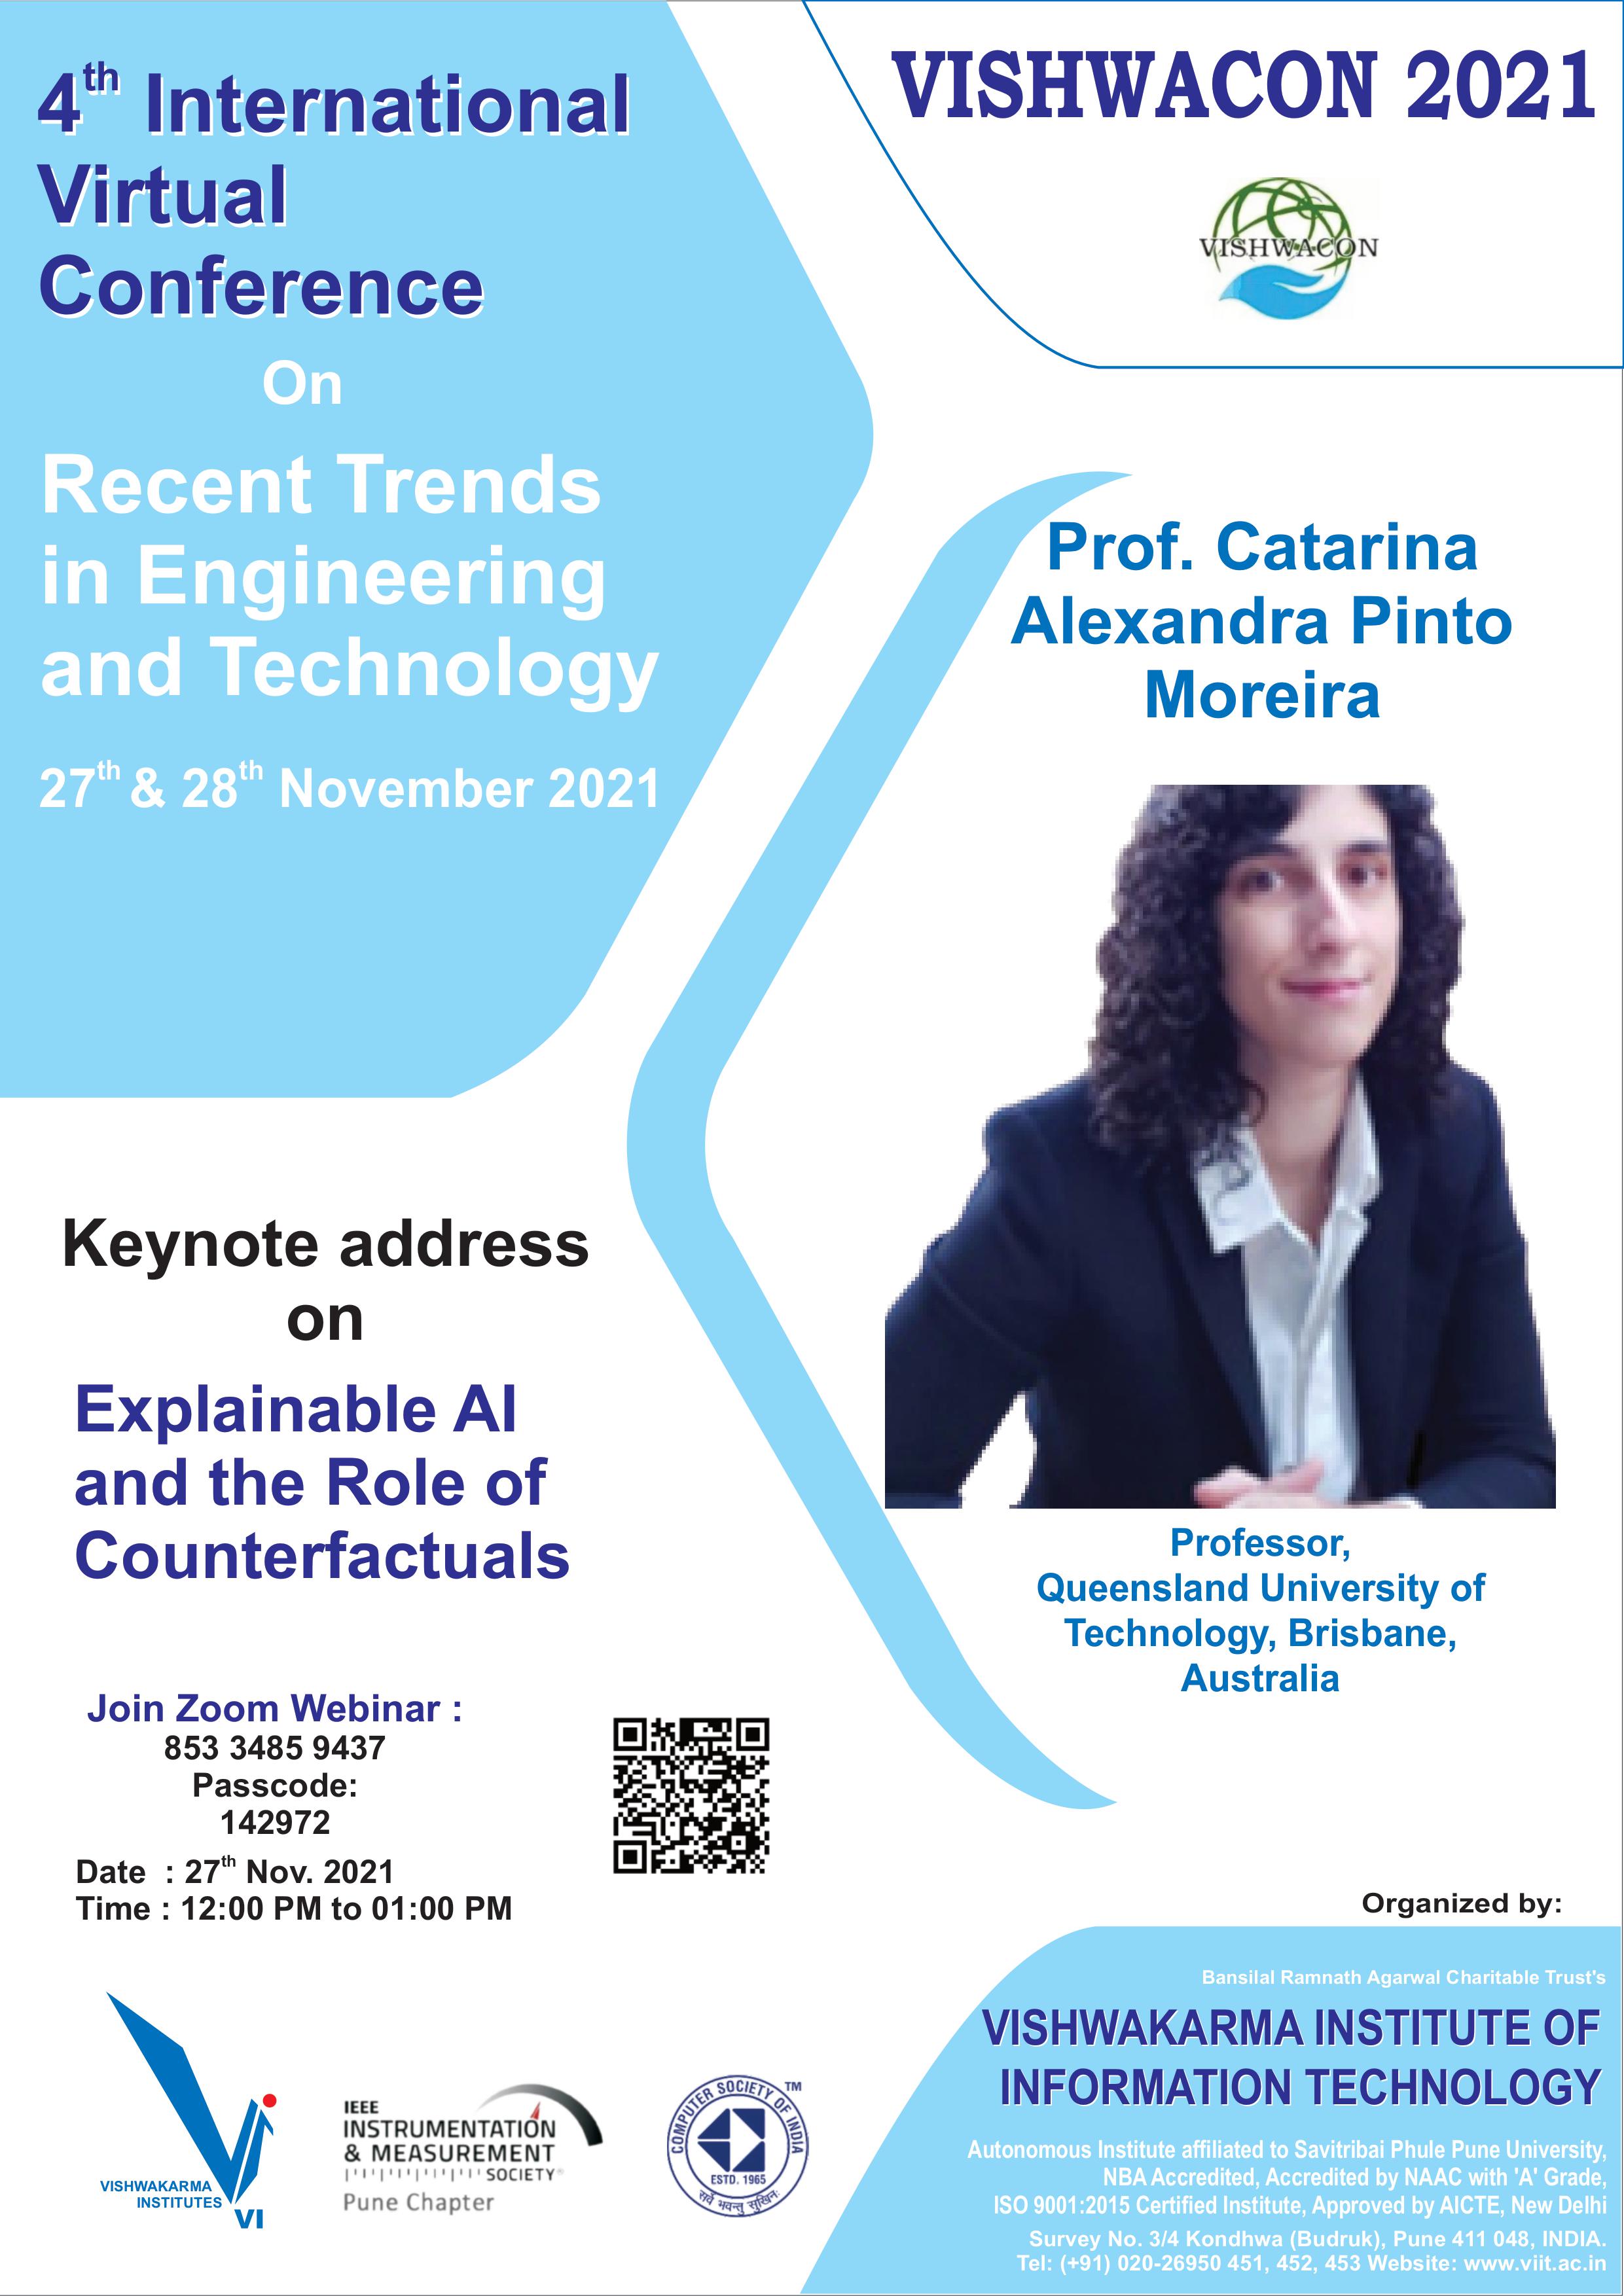 4th International
Virtual
Conference
On
Recent Trends
in Engineering
and Technology
27th & 28th November 2021
VISHWACON 2021
VISHWACON
Prof. Catarina
Alexandra Pinto
Moreira
Professor,
Queensland University of
Technology, Brisbane,
Australia
Keynote address
on
Explainable AI
and the Role of
Counterfactuals
Join Zoom Webinar :
853 3485 9437
Passcode:
142972
Date : 27th Nov. 2021
Time : 12:00 PM to 01:00 PM
VISHWAKARMA
INSTITUTES
VI
IEEE
INSTRUMENTATION
& MEASUREMENT
SOCIETY®
Pune Chapter
COMPUTER SOCIETY OF INDIA
TM
ESTD. 1965
सर्वे भवन्तु सुखिनः
Organized by:
Bansilal Ramnath Agarwal Charitable Trust's
VISHWAKARMA INSTITUTE OF
INFORMATION TECHNOLOGY
Autonomous Institute affiliated to Savitribai Phule Pune University,
NBA Accredited, Accredited by NAAC with 'A' Grade,
ISO 9001:2015 Certified Institute, Approved by AICTE, New Delhi
Survey No. 3/4 Kondhwa (Budruk), Pune 411 048, INDIA.
Tel: (+91) 020-26950 451, 452, 453 Website: www.viit.ac.in